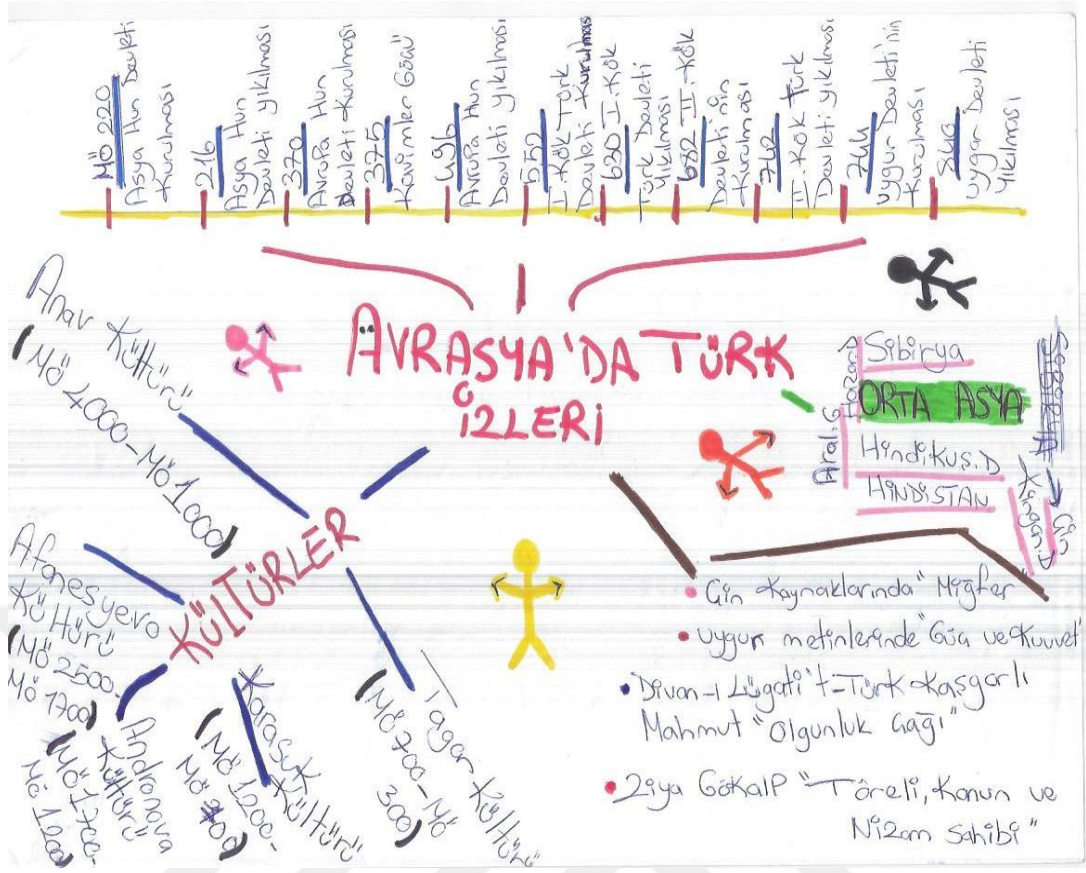 MÖ 220
Asya Hun Devleti
Kurulması
216
Asya Hun
Devleti yıkılması
370
Avrupa Hun
Devleti Kurulması
375
Kavimler Göçü
496
Avrupa Hun
Devleti yıkılması
552
I. Kök Türk
Devleti Kurulması
630 I. Kök
Türk Devleti
Yıkılması
682 II. Kök
Devleti'nin
Kurulması
742
II. Kök Türk
Devleti yıkılması
744
Uygur Devleti'nin
Kurulması
840
Uygur Devleti
Yıkılması
AVRASYA'DA TÜRK
İZLERİ
Sibirya
Hazar.D
ORTA ASYA
Aral.G
Hindikuş.D
HİNDİSTAN
Kingan.D
Çin
KÜLTÜRLER
Anav Kültürü
(MÖ 4000-MÖ 1000)
Afanesyevo
Kültürü
(MÖ 2500-
MÖ 1700)
Andronova
Kültürü
(MÖ 1700-
MÖ 1200)
Karasuk Kültürü
(MÖ 1200-
MÖ 700)
Tagar Kültürü
(MÖ 700-MÖ
300)
• Çin Kaynaklarında "Miğfer"
• Uygur metinlerinde "Güç ve Kuvvet"
• Divan-ı Lügati't-Türk Kaşgarlı
Mahmut "Olgunluk Çağı"
• Ziya GökalP "Töreli, Kanun ve
Nizam Sahibi"